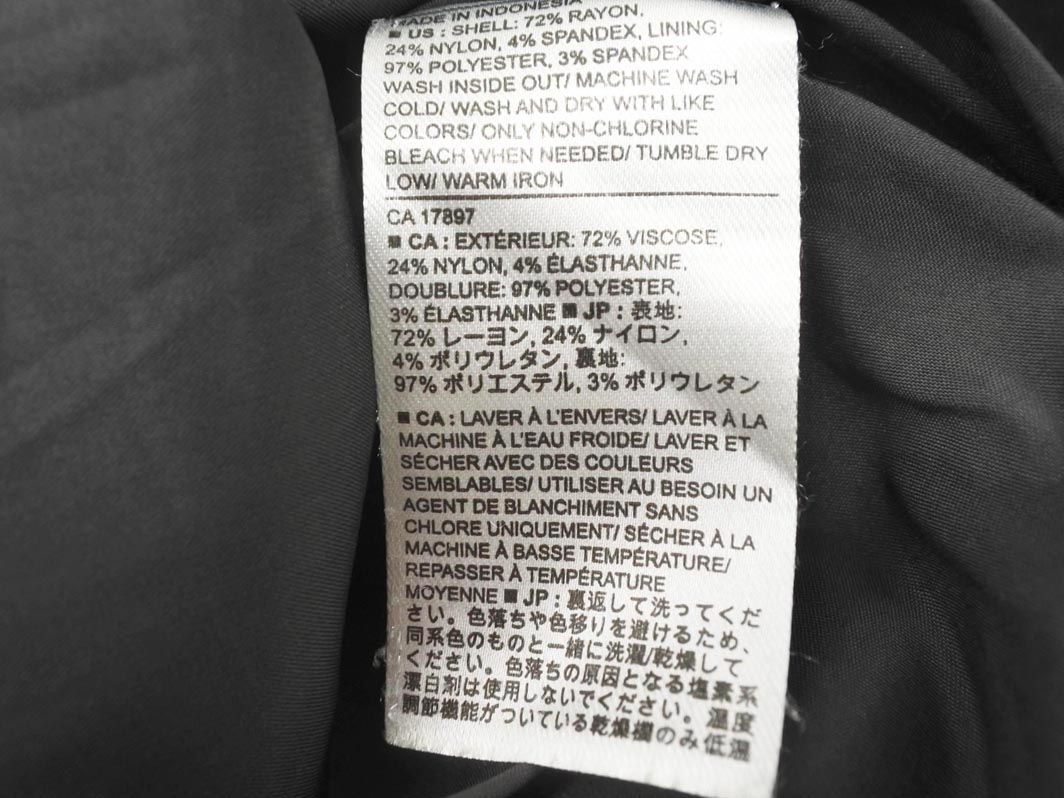 MADE IN INDONESIA
■ US : SHELL: 72% RAYON,
24% NYLON, 4% SPANDEX, LINING:
97% POLYESTER, 3% SPANDEX
WASH INSIDE OUT/ MACHINE WASH
COLD/ WASH AND DRY WITH LIKE
COLORS/ ONLY NON-CHLORINE
BLEACH WHEN NEEDED/ TUMBLE DRY
LOW/ WARM IRON
CA 17897
■ CA : EXTÉRIEUR: 72% VISCOSE,
24% NYLON, 4% ÉLASTHANNE,
DOUBLURE: 97% POLYESTER,
3% ÉLASTHANNE ■ JP : 表地:
72% レーヨン, 24% ナイロン,
4% ポリウレタン, 裏地:
97% ポリエステル, 3% ポリウレタン
■ CA : LAVER À L'ENVERS/ LAVER À LA
MACHINE À L'EAU FROIDE/ LAVER ET
SÉCHER AVEC DES COULEURS
SEMBLABLES/ UTILISER AU BESOIN UN
AGENT DE BLANCHIMENT SANS
CHLORE UNIQUEMENT/ SÉCHER À LA
MACHINE À BASSE TEMPÉRATURE/
REPASSER À TEMPÉRATURE
MOYENNE ■ JP : 裏返して洗ってくだ
さい。色落ちや色移りを避けるため、
同系色のものと一緒に洗濯/乾燥して
ください。色落ちの原因となる塩素系
漂白剤は使用しないでください。温度
調節機能がついている乾燥機のみ低温